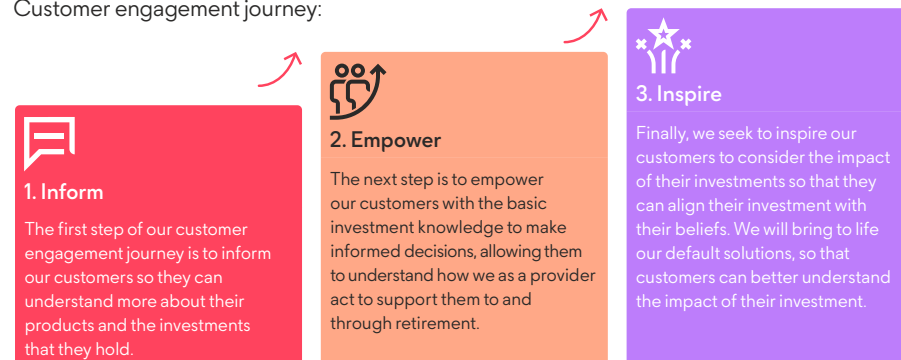 Customer engagement journey:
1. Inform
The first step of our customer
engagement journey is to inform
our customers so they can
understand more about their
products and the investments
that they hold.
2. Empower
The next step is to empower
our customers with the basic
investment knowledge to make
informed decisions, allowing them
to understand how we as a provider
act to support them to and
through retirement.
3. Inspire
Finally, we seek to inspire our
customers to consider the impact
of their investments so that they
can align their investment with
their beliefs. We will bring to life
our default solutions, so that
customers can better understand
the impact of their investment.